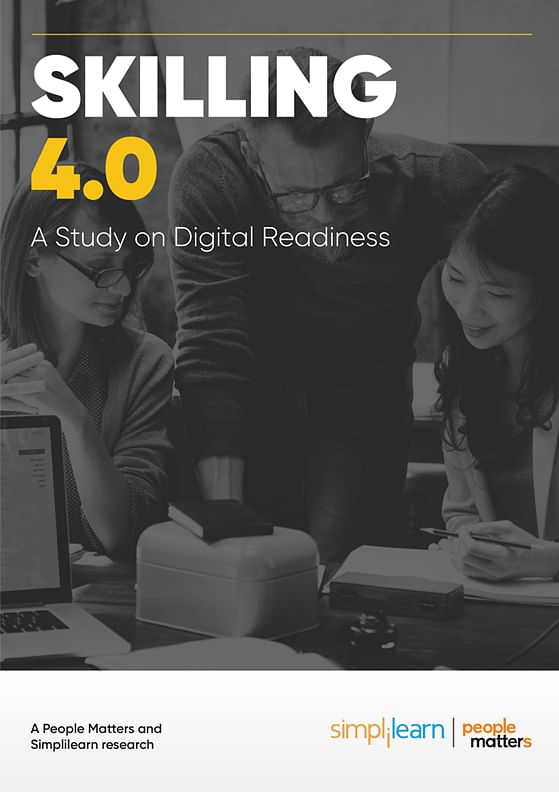 SKILLING
4.0
A Study on Digital Readiness
A People Matters and
Simplilearn research
simplilearn | people
matters